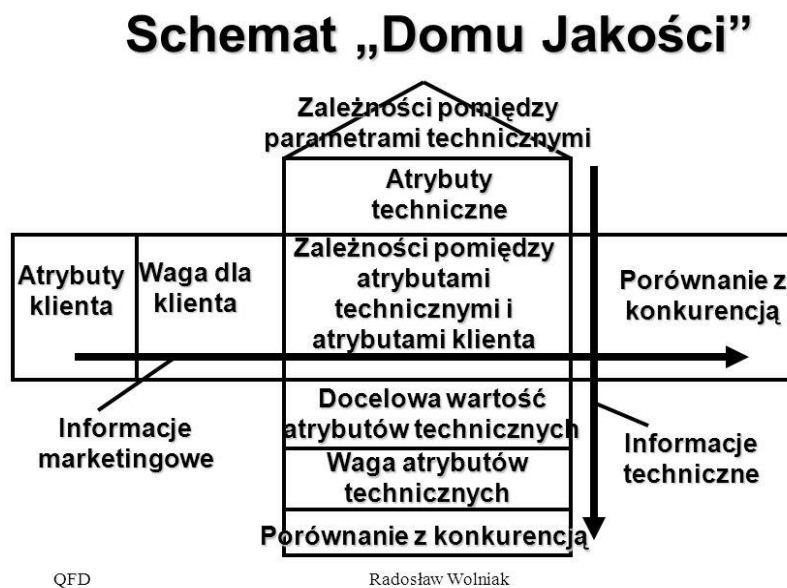 Schemat „Domu Jakości”
Zależności pomiędzy
parametrami technicznymi
Atrybuty
techniczne
Atrybuty
klienta
Waga dla
klienta
Zależności pomiędzy
atrybutami
technicznymi i
atrybutami klienta
Porównanie z
konkurencją
Informacje
marketingowe
Docelowa wartość
atrybutów technicznych
Waga atrybutów
technicznych
Porównanie z konkurencją
Informacje
techniczne
QFD
Radosław Wolniak